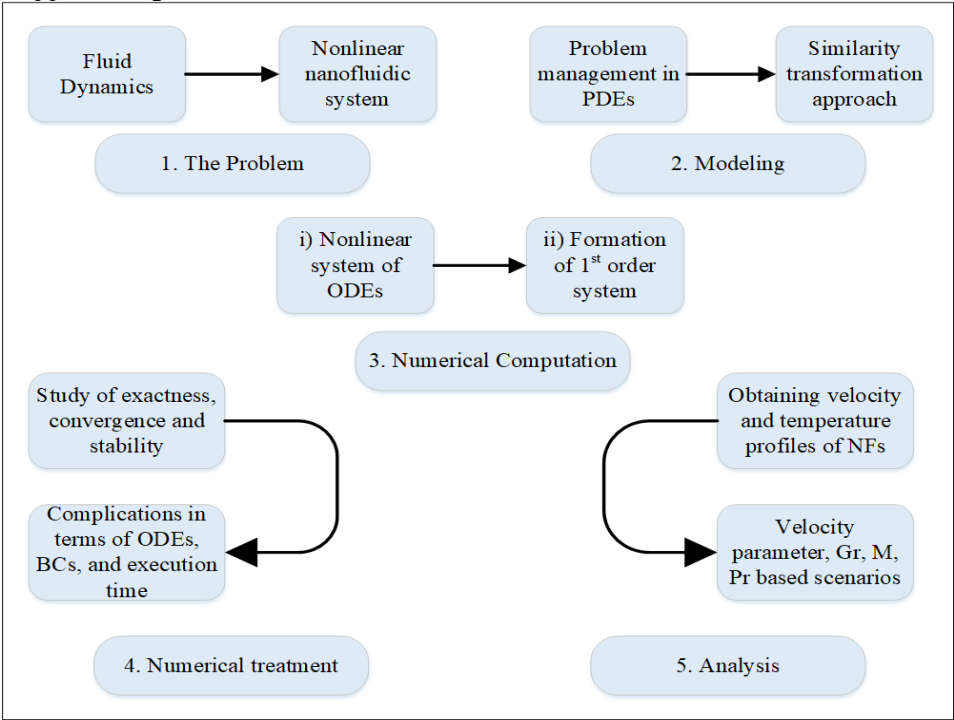 Fluid
Dynamics
Nonlinear
nanofluidic
system
1. The Problem
Problem
management in
PDEs
Similarity
transformation
approach
2. Modeling
i) Nonlinear
system of
ODEs
ii) Formation
of 1st order
system
3. Numerical Computation
Study of exactness,
convergence and
stability
Complications in
terms of ODEs,
BCs, and execution
time
4. Numerical treatment
Obtaining velocity
and temperature
profiles of NFs
Velocity
parameter, Gr, M,
Pr based scenarios
5. Analysis